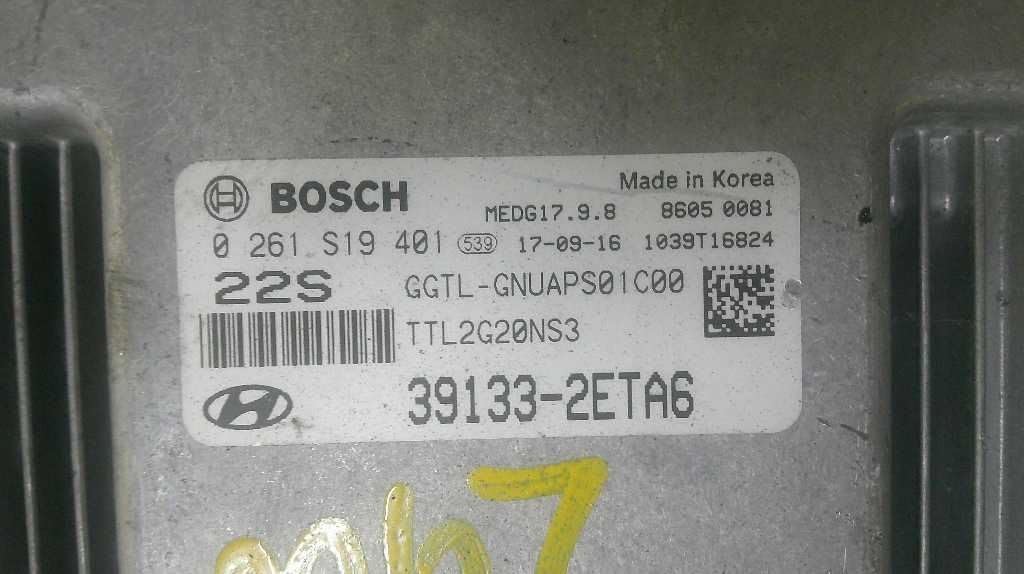 Made in Korea
BOSCH
MEDG17.9.8 8605 0081
0 261 S19 401 539 17-09-16 1039T16824
22S GGTL-GNUAPS01C00
TTL2G20NS3
39133-2ETA6